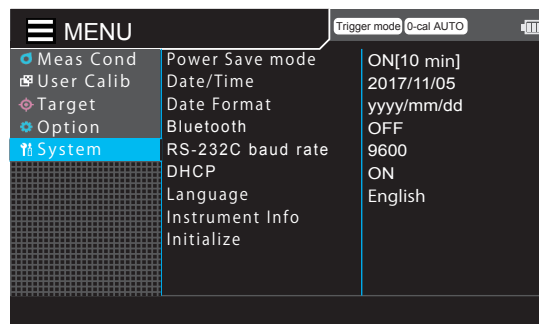 MENU
Trigger mode 0-cal AUTO
Meas Cond
User Calib
Target
Option
System
Power Save mode ON[10 min]
Date/Time 2017/11/05
Date Format yyyy/mm/dd
Bluetooth OFF
RS-232C baud rate 9600
DHCP ON
Language English
Instrument Info
Initialize